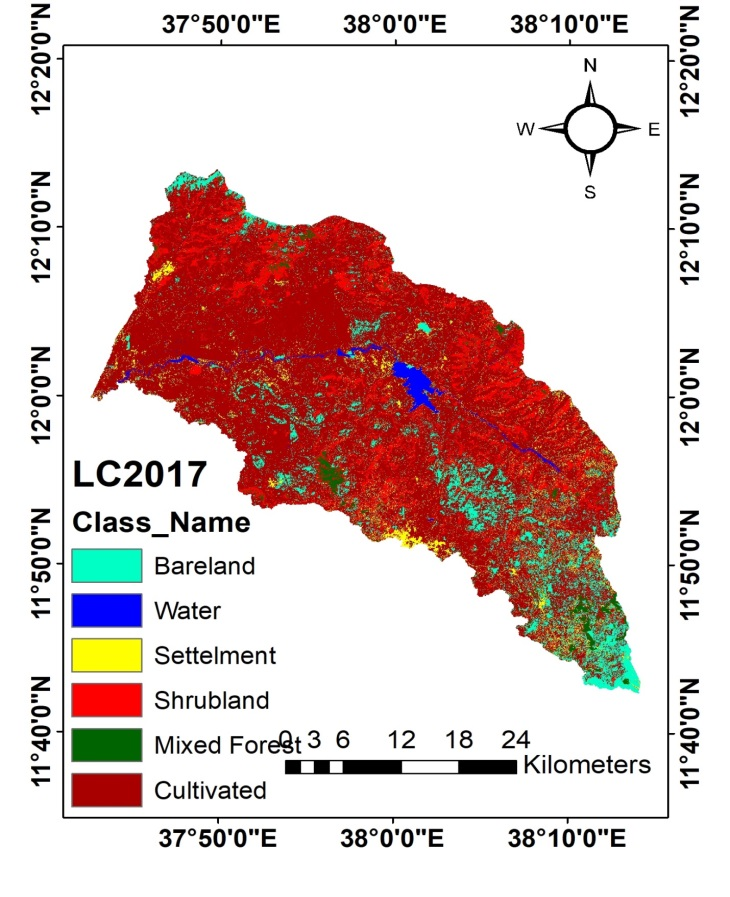 37°50'0"E 38°0'0"E 38°10'0"E
12°20'0"N
12°20'0"N
N
W E
S
12°10'0"N
12°10'0"N
12°0'0"N
12°0'0"N
LC2017
Class_Name
Bareland
11°50'0"N
11°50'0"N
Water
Settelment
Shrubland
11°40'0"N
11°40'0"N
Mixed Forest
0 3 6 12 18 24
Kilometers
Cultivated
37°50'0"E 38°0'0"E 38°10'0"E